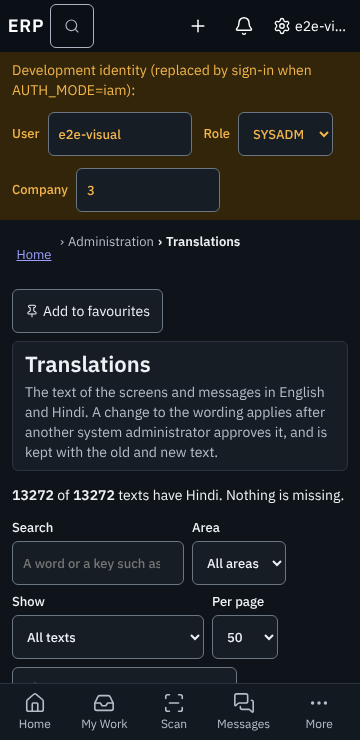 ERP
e2e-vi...
Development identity (replaced by sign-in when
AUTH_MODE=iam):
User e2e-visual Role SYSADM
Company 3
Home › Administration › Translations
Add to favourites
Translations
The text of the screens and messages in English
and Hindi. A change to the wording applies after
another system administrator approves it, and is
kept with the old and new text.
13272 of 13272 texts have Hindi. Nothing is missing.
Search Area
A word or a key such as All areas
Show Per page
All texts 50
Home My Work Scan Messages More